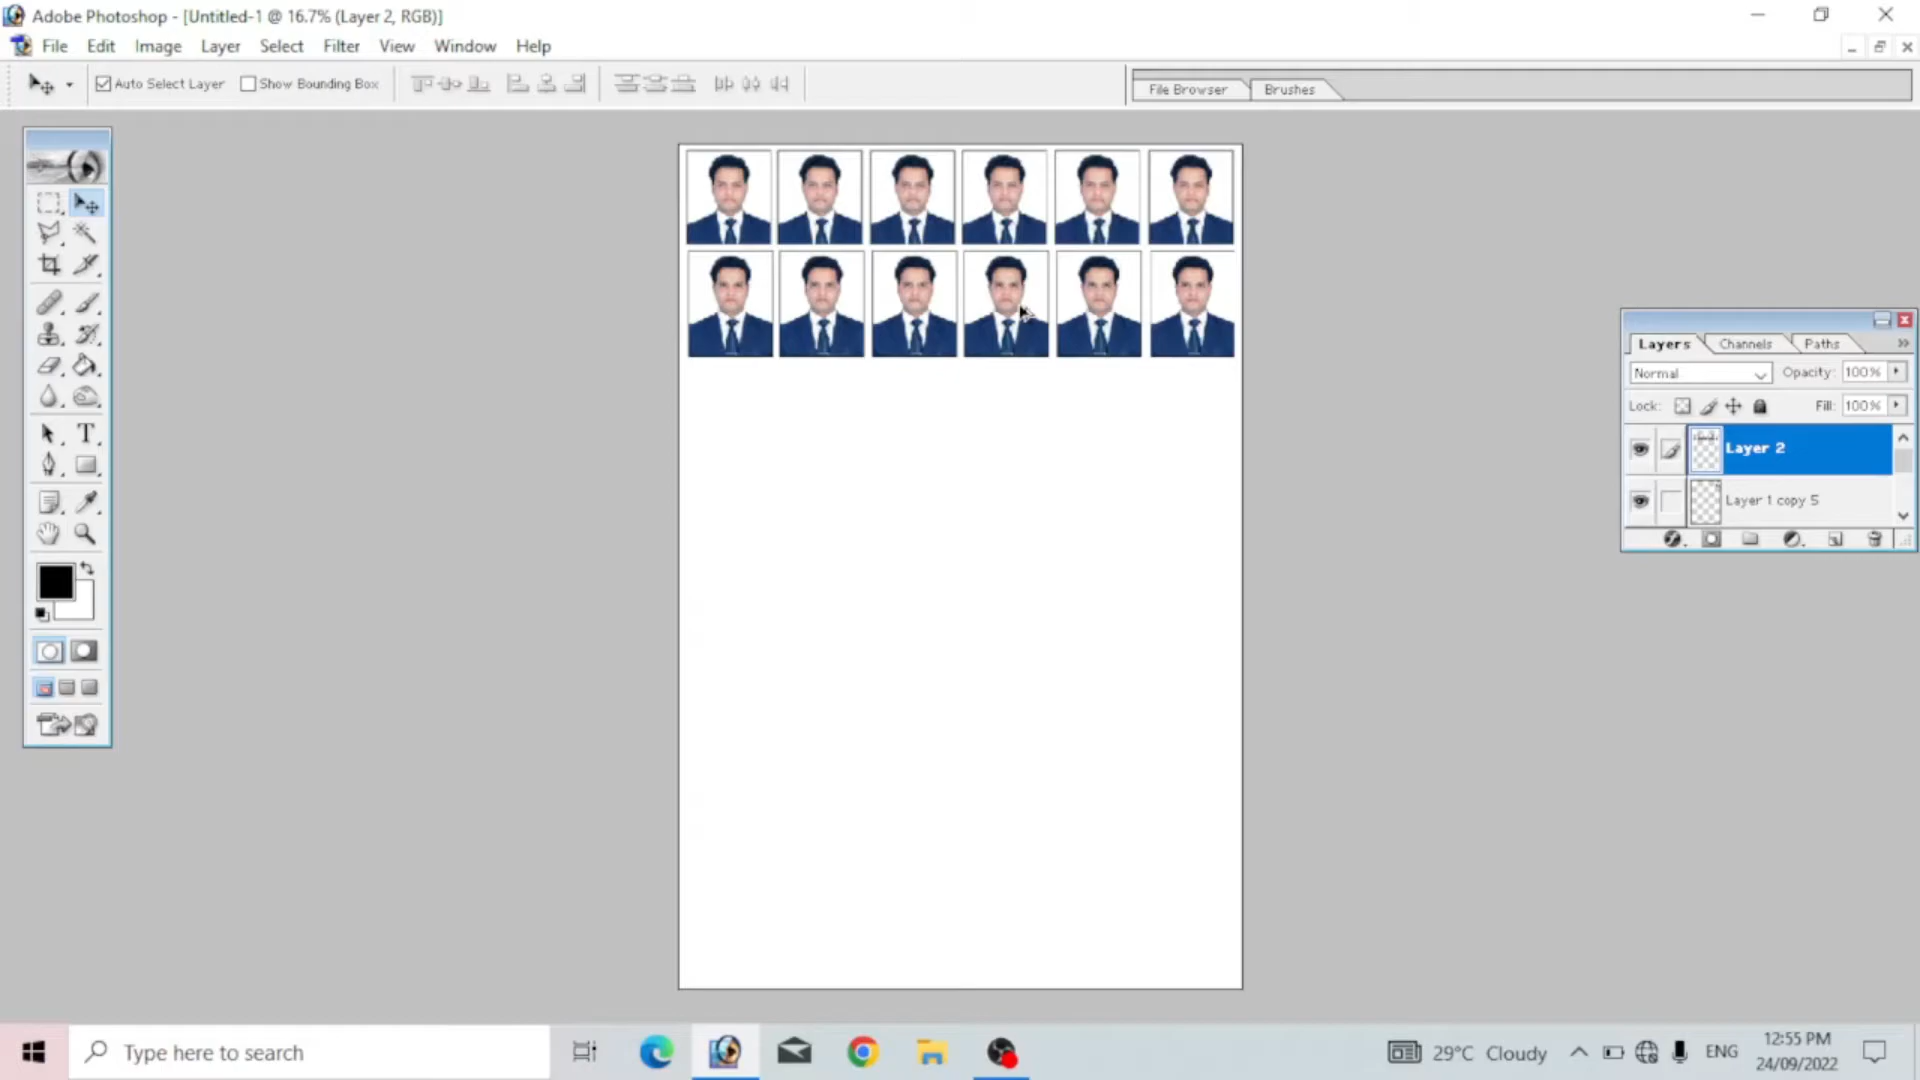 Adobe Photoshop - [Untitled-1 @ 16.7% (Layer 2, RGB)]
File Edit Image Layer Select Filter View Window Help
Auto Select Layer Show Bounding Box File Browser Brushes
Layers Channels Paths
Normal Opacity: 100%
Lock: Fill: 100%
Layer 2
Layer 1 copy 5
T
Type here to search 29°C Cloudy ENG 12:55 PM
24/09/2022